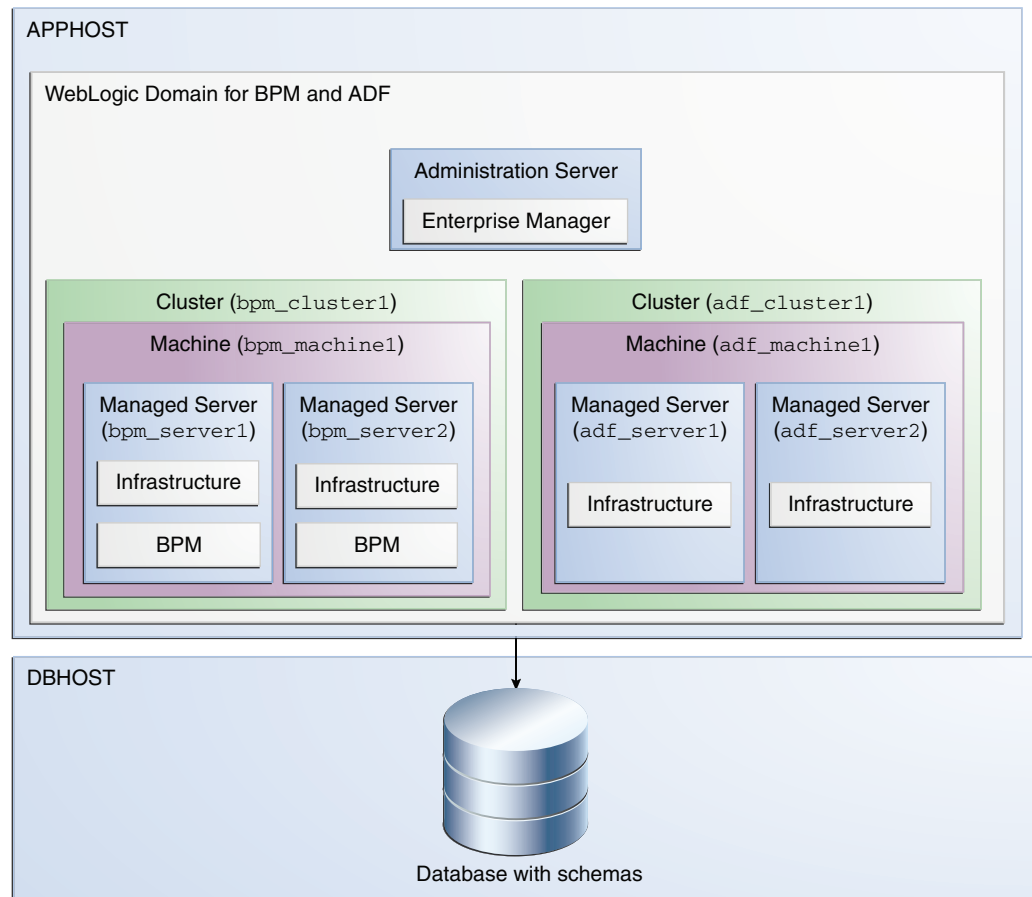 APPHOST
WebLogic Domain for BPM and ADF
Administration Server
Enterprise Manager
Cluster (bpm_cluster1)
Machine (bpm_machine1)
Managed Server
(bpm_server1)
Infrastructure
BPM
Managed Server
(bpm_server2)
Infrastructure
BPM
Cluster (adf_cluster1)
Machine (adf_machine1)
Managed Server
(adf_server1)
Infrastructure
Managed Server
(adf_server2)
Infrastructure
DBHOST
Database with schemas